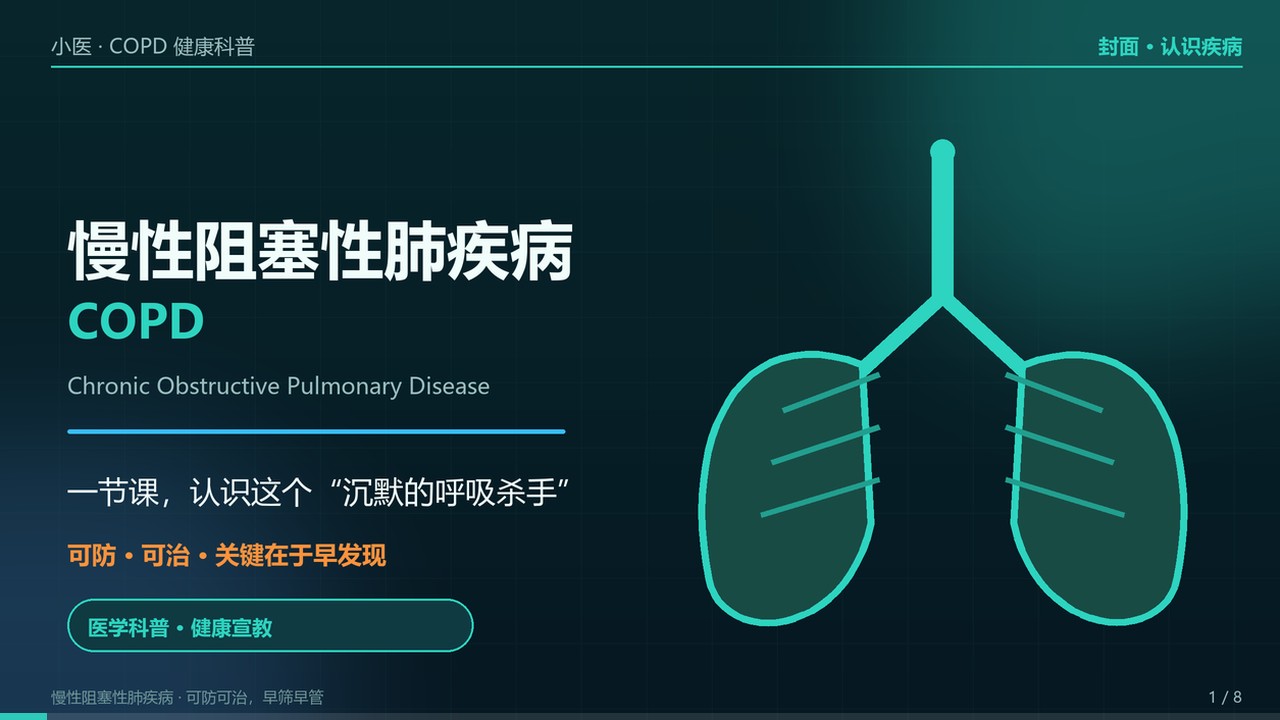 小医 · COPD 健康科普
封面 • 认识疾病
慢性阻塞性肺疾病
COPD
Chronic Obstructive Pulmonary Disease
一节课，认识这个“沉默的呼吸杀手”
可防 • 可治 • 关键在于早发现
医学科普 • 健康宣教
慢性阻塞性肺疾病 · 可防可治，早筛早管
1 / 8